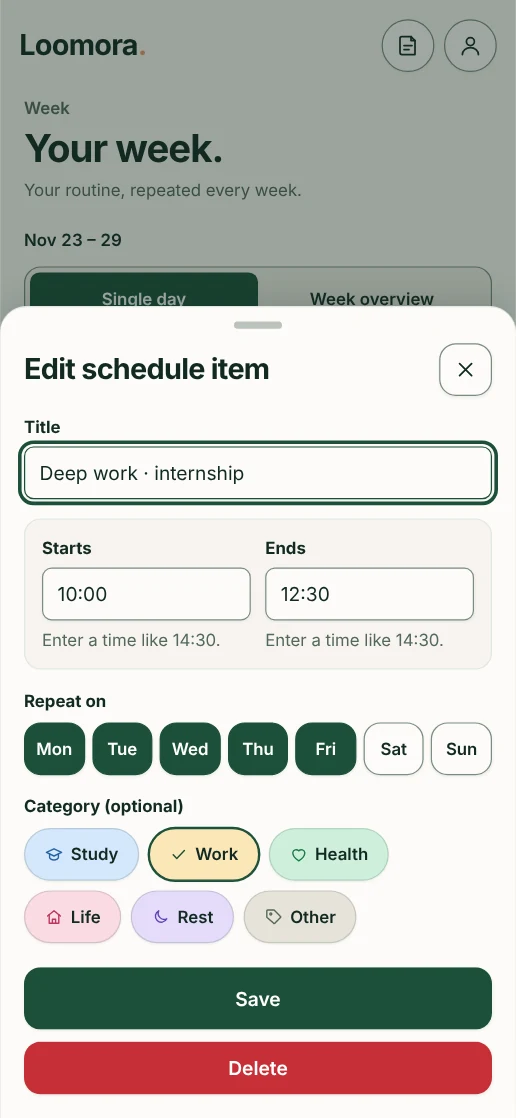 Loomora.
Week
Your week.
Your routine, repeated every week.
Nov 23 – 29
Single day Week overview
Edit schedule item
Title
Deep work · internship
Starts Ends
10:00 12:30
Enter a time like 14:30. Enter a time like 14:30.
Repeat on
Mon Tue Wed Thu Fri Sat Sun
Category (optional)
Study Work Health
Life Rest Other
Save
Delete